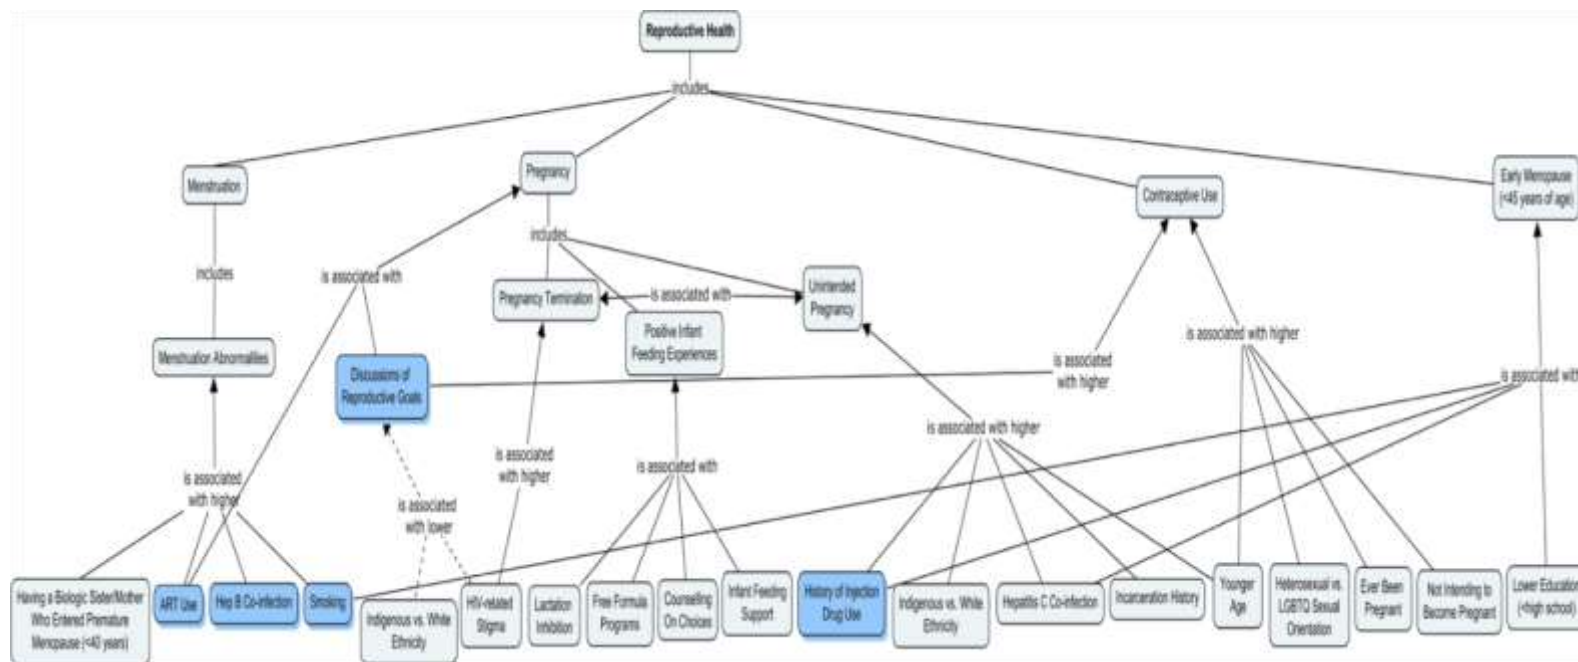 Reproductive Health
includes
Menstruation
Pregnancy
Contraceptive Use
Early Menopause
(<45 years of age)
includes
is associated with
includes
Pregnancy Termination
is associated with
Unintended
Pregnancy
Menstruation Abnormalities
Positive Infant
Feeding Experiences
is associated with higher
Discussions of
Reproductive Goals
is associated
with higher
is associated with
is associated with higher
is associated
with higher
is associated
with higher
is associated with
is associated
with lower
Having a Biologic Sister/Mother
Who Entered Premature
Menopause (<40 years)
ART Use
Hep B Co-infection
Smoking
Indigenous vs. White
Ethnicity
HIV-related
Stigma
Lactation
Inhibition
Free Formula
Programs
Counselling
On Choices
Infant Feeding
Support
History of Injection
Drug Use
Indigenous vs. White
Ethnicity
Hepatitis C Co-infection
Incarceration History
Younger
Age
Heterosexual vs.
LGBTQ Sexual
Orientation
Ever Been
Pregnant
Not Intending to
Become Pregnant
Lower Education
(<high school)